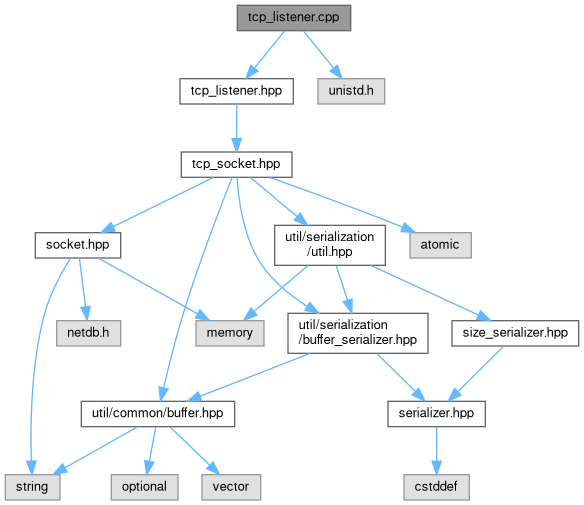 tcp_listener.cpp
tcp_listener.hpp
unistd.h
tcp_socket.hpp
socket.hpp
util/serialization
/util.hpp
atomic
netdb.h
memory
util/serialization
/buffer_serializer.hpp
size_serializer.hpp
util/common/buffer.hpp
serializer.hpp
string
optional
vector
cstddef